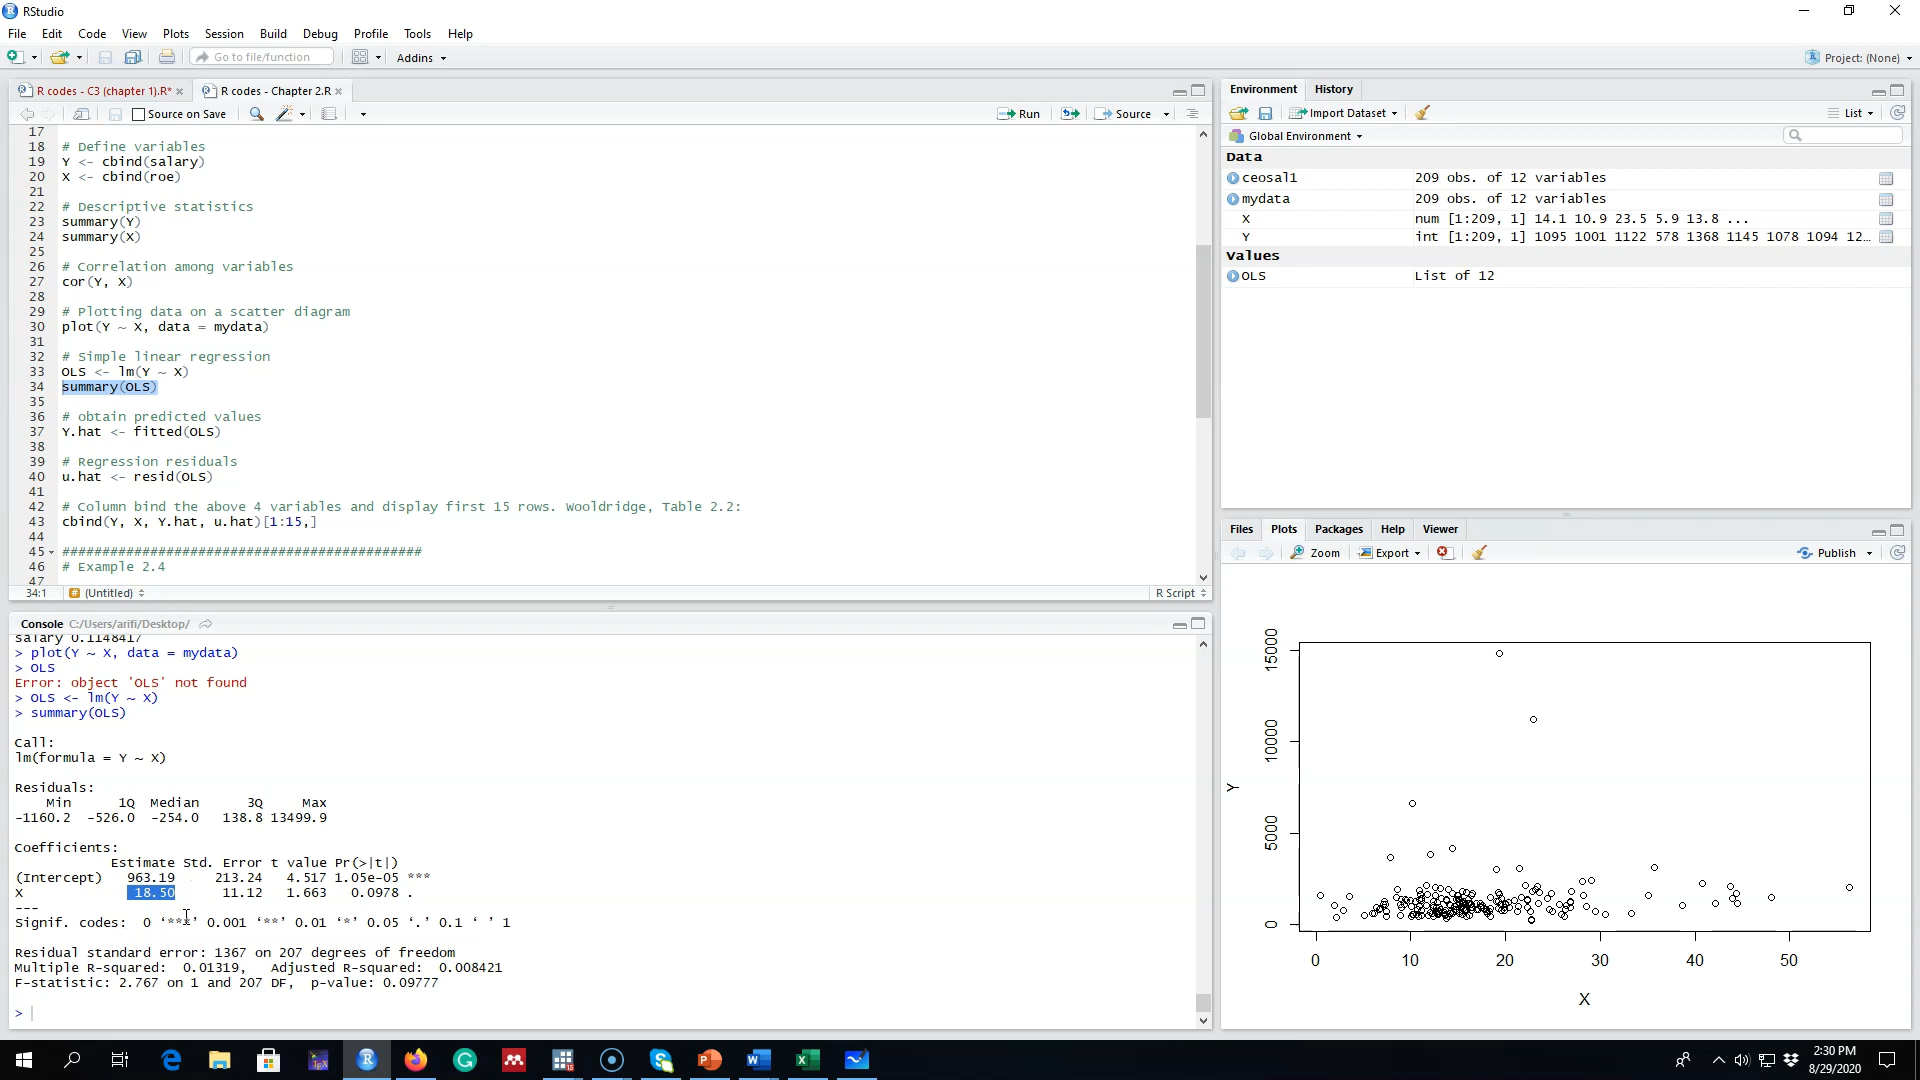 RStudio
File Edit Code View Plots Session Build Debug Profile Tools Help
Go to file/function Addins Project: (None)
R codes - C3 (chapter 1).R* R codes - Chapter 2.R
Source on Save Run Source
17
18 # Define variables
19 Y <- cbind(salary)
20 X <- cbind(roe)
21
22 # Descriptive statistics
23 summary(Y)
24 summary(X)
25
26 # Correlation among variables
27 cor(Y, X)
28
29 # Plotting data on a scatter diagram
30 plot(Y ~ X, data = mydata)
31
32 # Simple linear regression
33 OLS <- lm(Y ~ X)
34 summary(OLS)
35
36 # obtain predicted values
37 Y.hat <- fitted(OLS)
38
39 # Regression residuals
40 u.hat <- resid(OLS)
41
42 # Column bind the above 4 variables and display first 15 rows. Wooldridge, Table 2.2:
43 cbind(Y, X, Y.hat, u.hat)[1:15,]
44
45 #############################################
46 # Example 2.4
47
34:1 (Untitled) R Script
Console C:/Users/arifi/Desktop/
salary 0.1148417
> plot(Y ~ X, data = mydata)
> OLS
Error: object 'OLS' not found
> OLS <- lm(Y ~ X)
> summary(OLS)
Call:
lm(formula = Y ~ X)
Residuals:
Min 1Q Median 3Q Max
-1160.2 -526.0 -254.0 138.8 13499.9
Coefficients:
Estimate Std. Error t value Pr(>|t|)
(Intercept) 963.19 213.24 4.517 1.05e-05 ***
X 18.50 11.12 1.663 0.0978 .
---
Signif. codes: 0 ‘***’ 0.001 ‘**’ 0.01 ‘*’ 0.05 ‘.’ 0.1 ‘ ’ 1
Residual standard error: 1367 on 207 degrees of freedom
Multiple R-squared: 0.01319, Adjusted R-squared: 0.008421
F-statistic: 2.767 on 1 and 207 DF, p-value: 0.09777
>
Environment History
Import Dataset List
Global Environment
Data
ceosal1 209 obs. of 12 variables
mydata 209 obs. of 12 variables
X num [1:209, 1] 14.1 10.9 23.5 5.9 13.8 ...
Y int [1:209, 1] 1095 1001 1122 578 1368 1145 1078 1094 12…
Values
OLS List of 12
Files Plots Packages Help Viewer
Zoom Export Publish
15000
10000
5000
0
Y
0 10 20 30 40 50
X
2:30 PM
8/29/2020